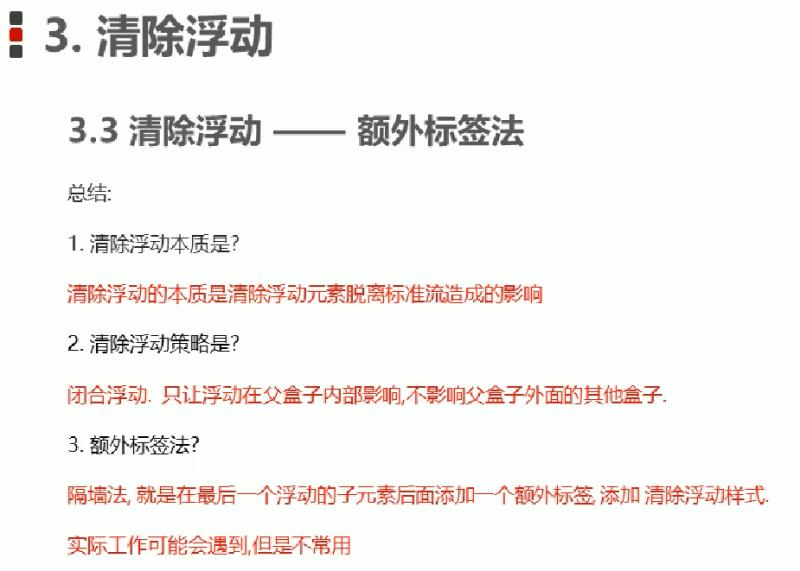 3. 清除浮动
3.3 清除浮动 —— 额外标签法
总结:
1. 清除浮动本质是?
清除浮动的本质是清除浮动元素脱离标准流造成的影响
2. 清除浮动策略是?
闭合浮动. 只让浮动在父盒子内部影响,不影响父盒子外面的其他盒子.
3. 额外标签法?
隔墙法, 就是在最后一个浮动的子元素后面添加一个额外标签, 添加 清除浮动样式.
实际工作可能会遇到,但是不常用